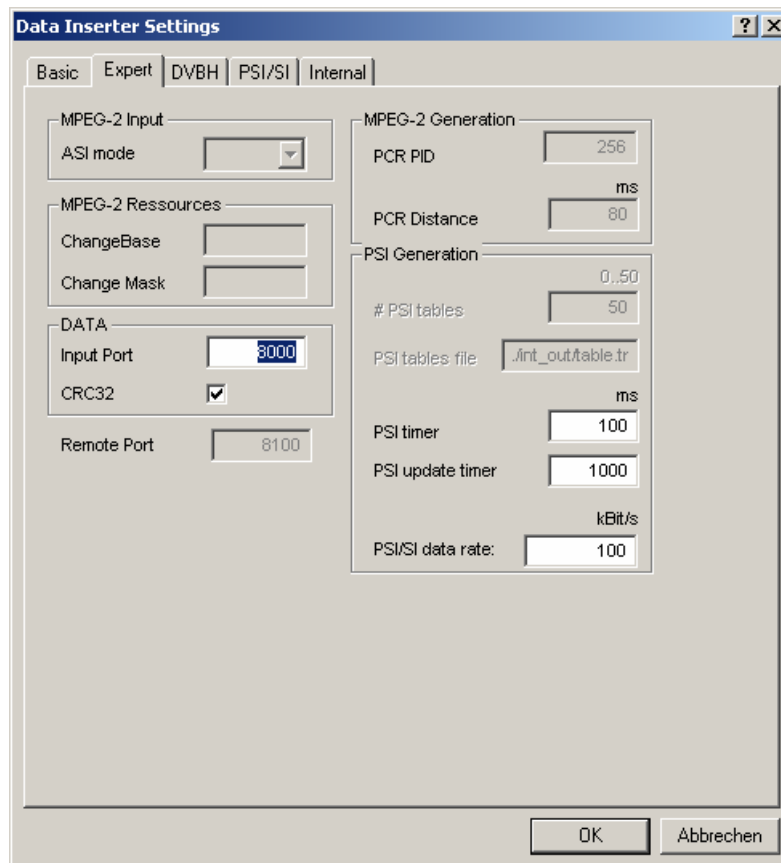 Data Inserter Settings
Basic Expert DVBH PSI/SI Internal
MPEG-2 Input
ASI mode
MPEG-2 Ressources
ChangeBase
Change Mask
DATA
Input Port 8000
CRC32
Remote Port 8100
MPEG-2 Generation
PCR PID 256
ms
PCR Distance 80
PSI Generation
0..50
# PSI tables 50
PSI tables file ./int_out/table.tr
ms
PSI timer 100
PSI update timer 1000
kBit/s
PSI/SI data rate: 100
OK Abbrechen